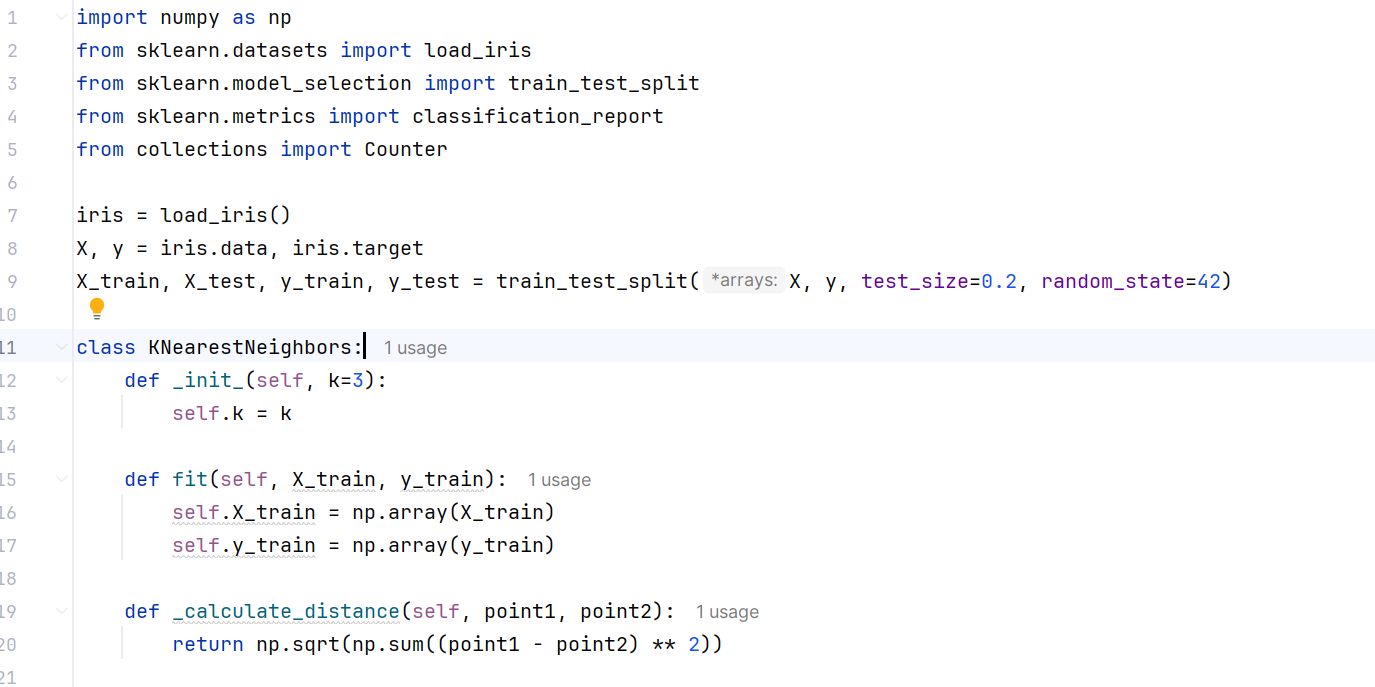 1 import numpy as np
2 from sklearn.datasets import load_iris
3 from sklearn.model_selection import train_test_split
4 from sklearn.metrics import classification_report
5 from collections import Counter
6
7 iris = load_iris()
8 X, y = iris.data, iris.target
9 X_train, X_test, y_train, y_test = train_test_split( *arrays: X, y, test_size=0.2, random_state=42)
10
11 class KNearestNeighbors: 1 usage
12     def _init_(self, k=3):
13         self.k = k
14
15     def fit(self, X_train, y_train): 1 usage
16         self.X_train = np.array(X_train)
17         self.y_train = np.array(y_train)
18
19     def _calculate_distance(self, point1, point2): 1 usage
20         return np.sqrt(np.sum((point1 - point2) ** 2))
21